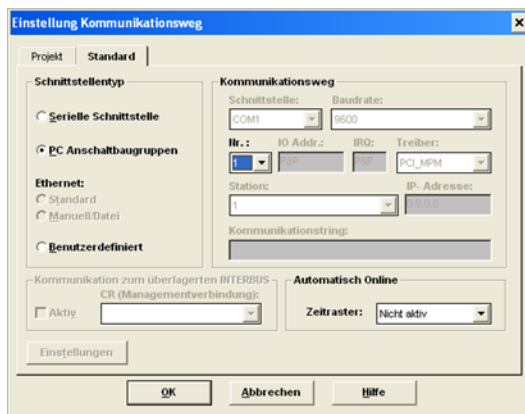 Einstellung Kommunikationsweg
Projekt Standard
Schnittstellentyp
Serielle Schnittstelle
PC Anschaltbaugruppen
Ethernet:
Standard
Manuell/Datei
Benutzerdefiniert
Kommunikationsweg
Schnittstelle: Baudrate:
COM1 9600
Nr.: IO Addr.: IRQ: Treiber:
1 P&P P&P PCI_MPM
Station: IP- Adresse:
1 0.0.0.0
Kommunikationstring:
Kommunikation zum überlagerten INTERBUS
CR (Managementverbindung):
Aktiv
Automatisch Online
Zeitraster: Nicht aktiv
Einstellungen
OK Abbrechen Hilfe